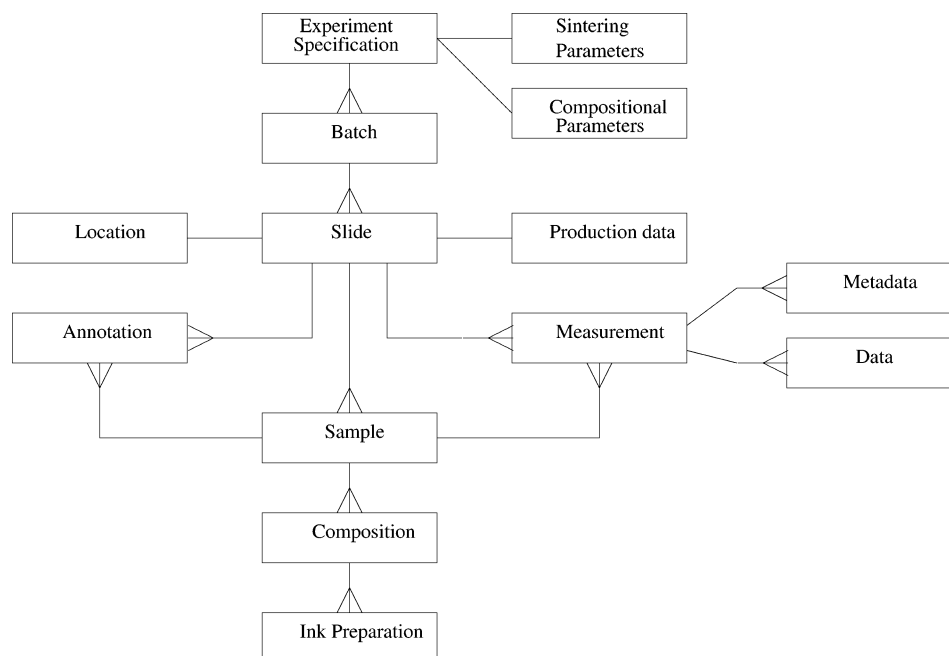 Experiment
Specification
Sintering
Parameters
Compositional
Parameters
Batch
Location
Slide
Production data
Metadata
Annotation
Measurement
Data
Sample
Composition
Ink Preparation